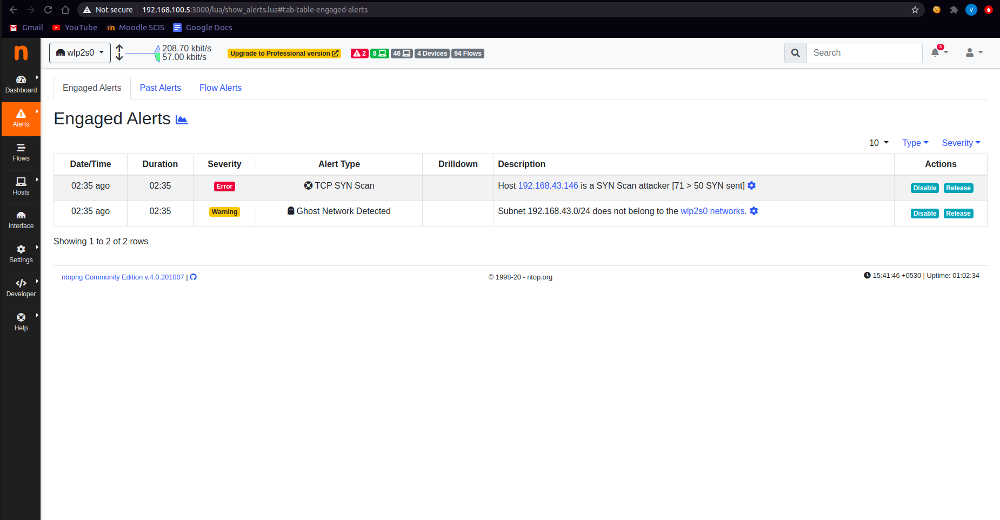 Not secure 192.168.100.5:3000/lua/show_alerts.lua#tab-table-engaged-alerts V
Gmail YouTube Moodle SCIS Google Docs
n wlp2s0 208.70 kbit/s Upgrade to Professional version 2 8 46 4 Devices 94 Flows Search 3
57.00 kbit/s
Dashboard
Alerts
Flows
Hosts
Interface
Settings
Developer
Help
Engaged Alerts Past Alerts Flow Alerts
Engaged Alerts
10 Type Severity
Date/Time Duration Severity Alert Type Drilldown Description Actions
02:35 ago 02:35 Error TCP SYN Scan Host 192.168.43.146 is a SYN Scan attacker [71 > 50 SYN sent] Disable Release
02:35 ago 02:35 Warning Ghost Network Detected Subnet 192.168.43.0/24 does not belong to the wlp2s0 networks. Disable Release
Showing 1 to 2 of 2 rows
ntopng Community Edition v.4.0.201007 | © 1998-20 - ntop.org 15:41:46 +0530 | Uptime: 01:02:34